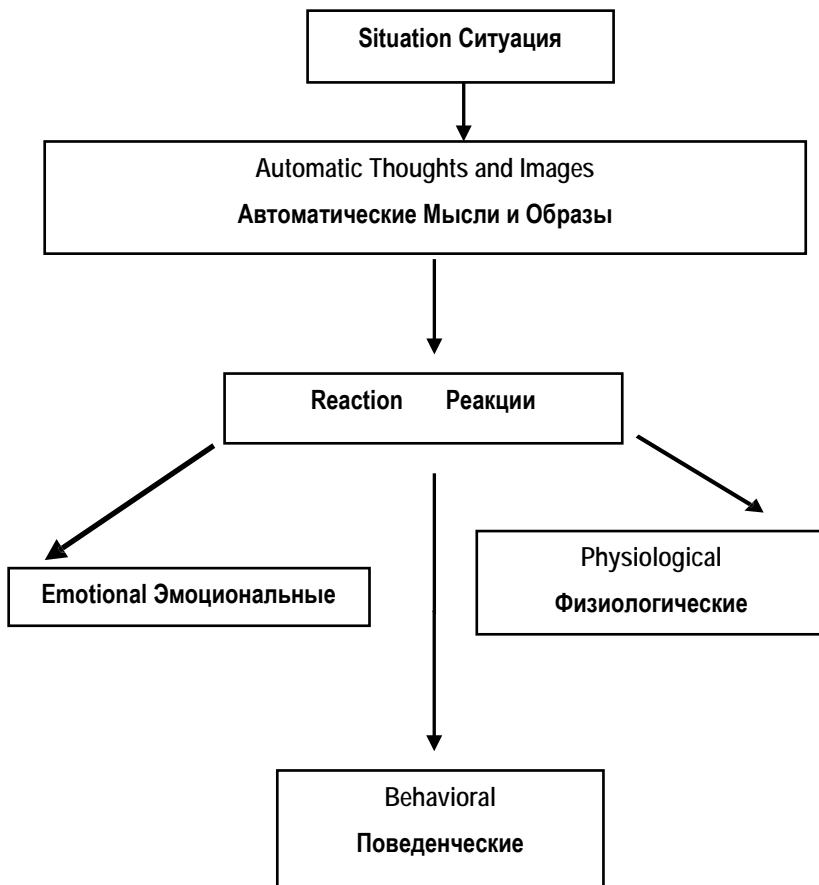 Situation Ситуация
Automatic Thoughts and Images
Автоматические Мысли и Образы
Reaction Реакции
Emotional Эмоциональные
Physiological
Физиологические
Behavioral
Поведенческие